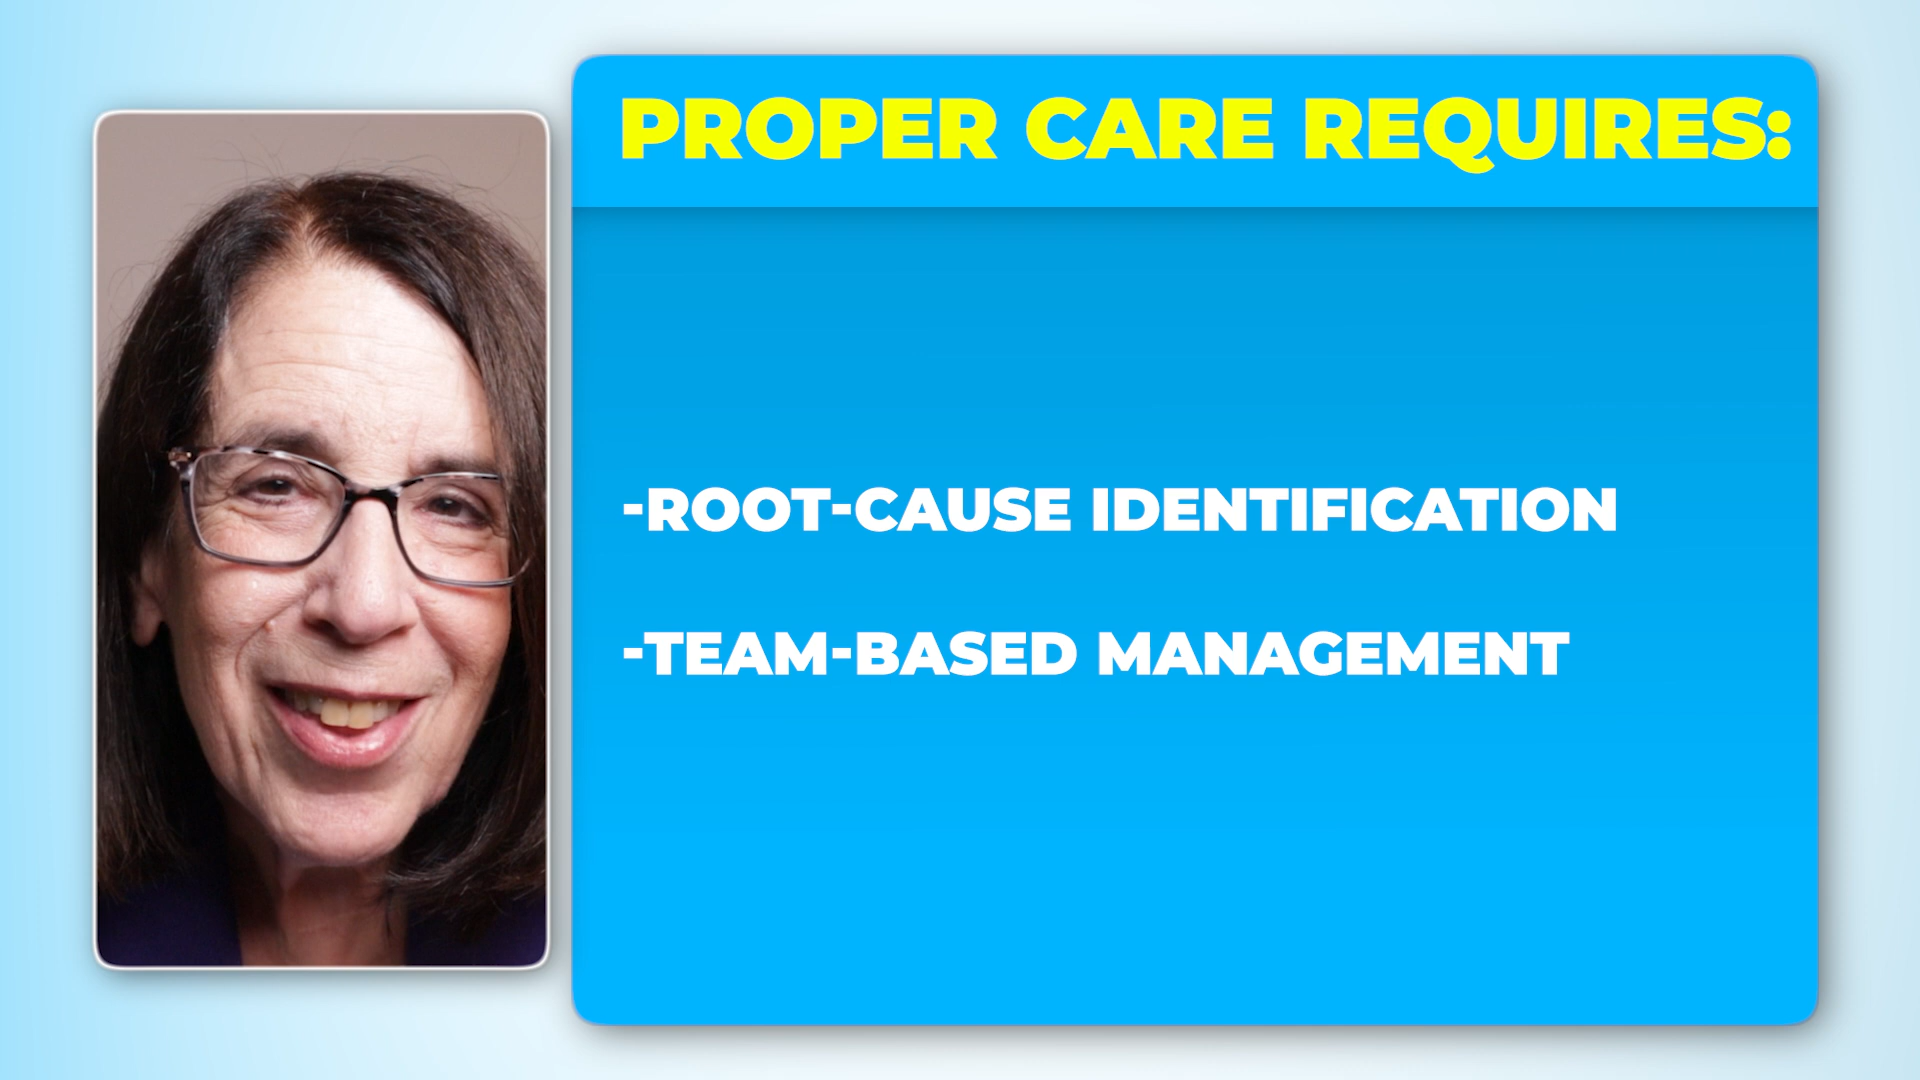 PROPER CARE REQUIRES:
-ROOT-CAUSE IDENTIFICATION
-TEAM-BASED MANAGEMENT